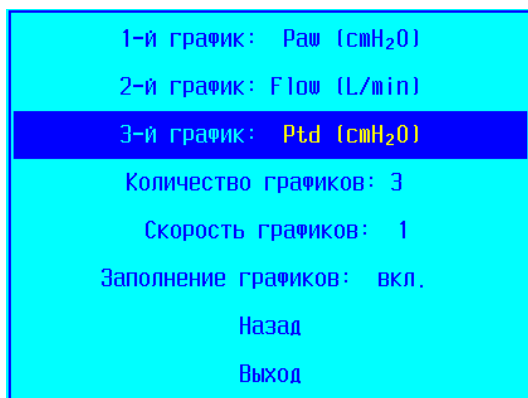 1-й график: Paw (cmH₂O)
2-й график: Flow (L/min)
3-й график: Ptd (cmH₂O)
Количество графиков: 3
Скорость графиков: 1
Заполнение графиков: вкл.
Назад
Выход